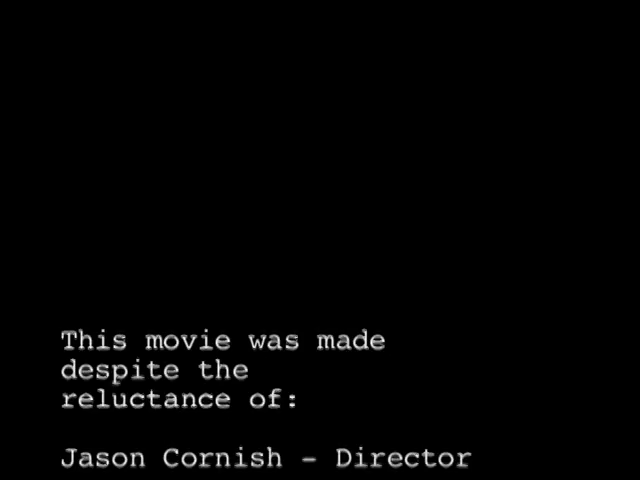 This movie was made
despite the
reluctance of:
Jason Cornish - Director